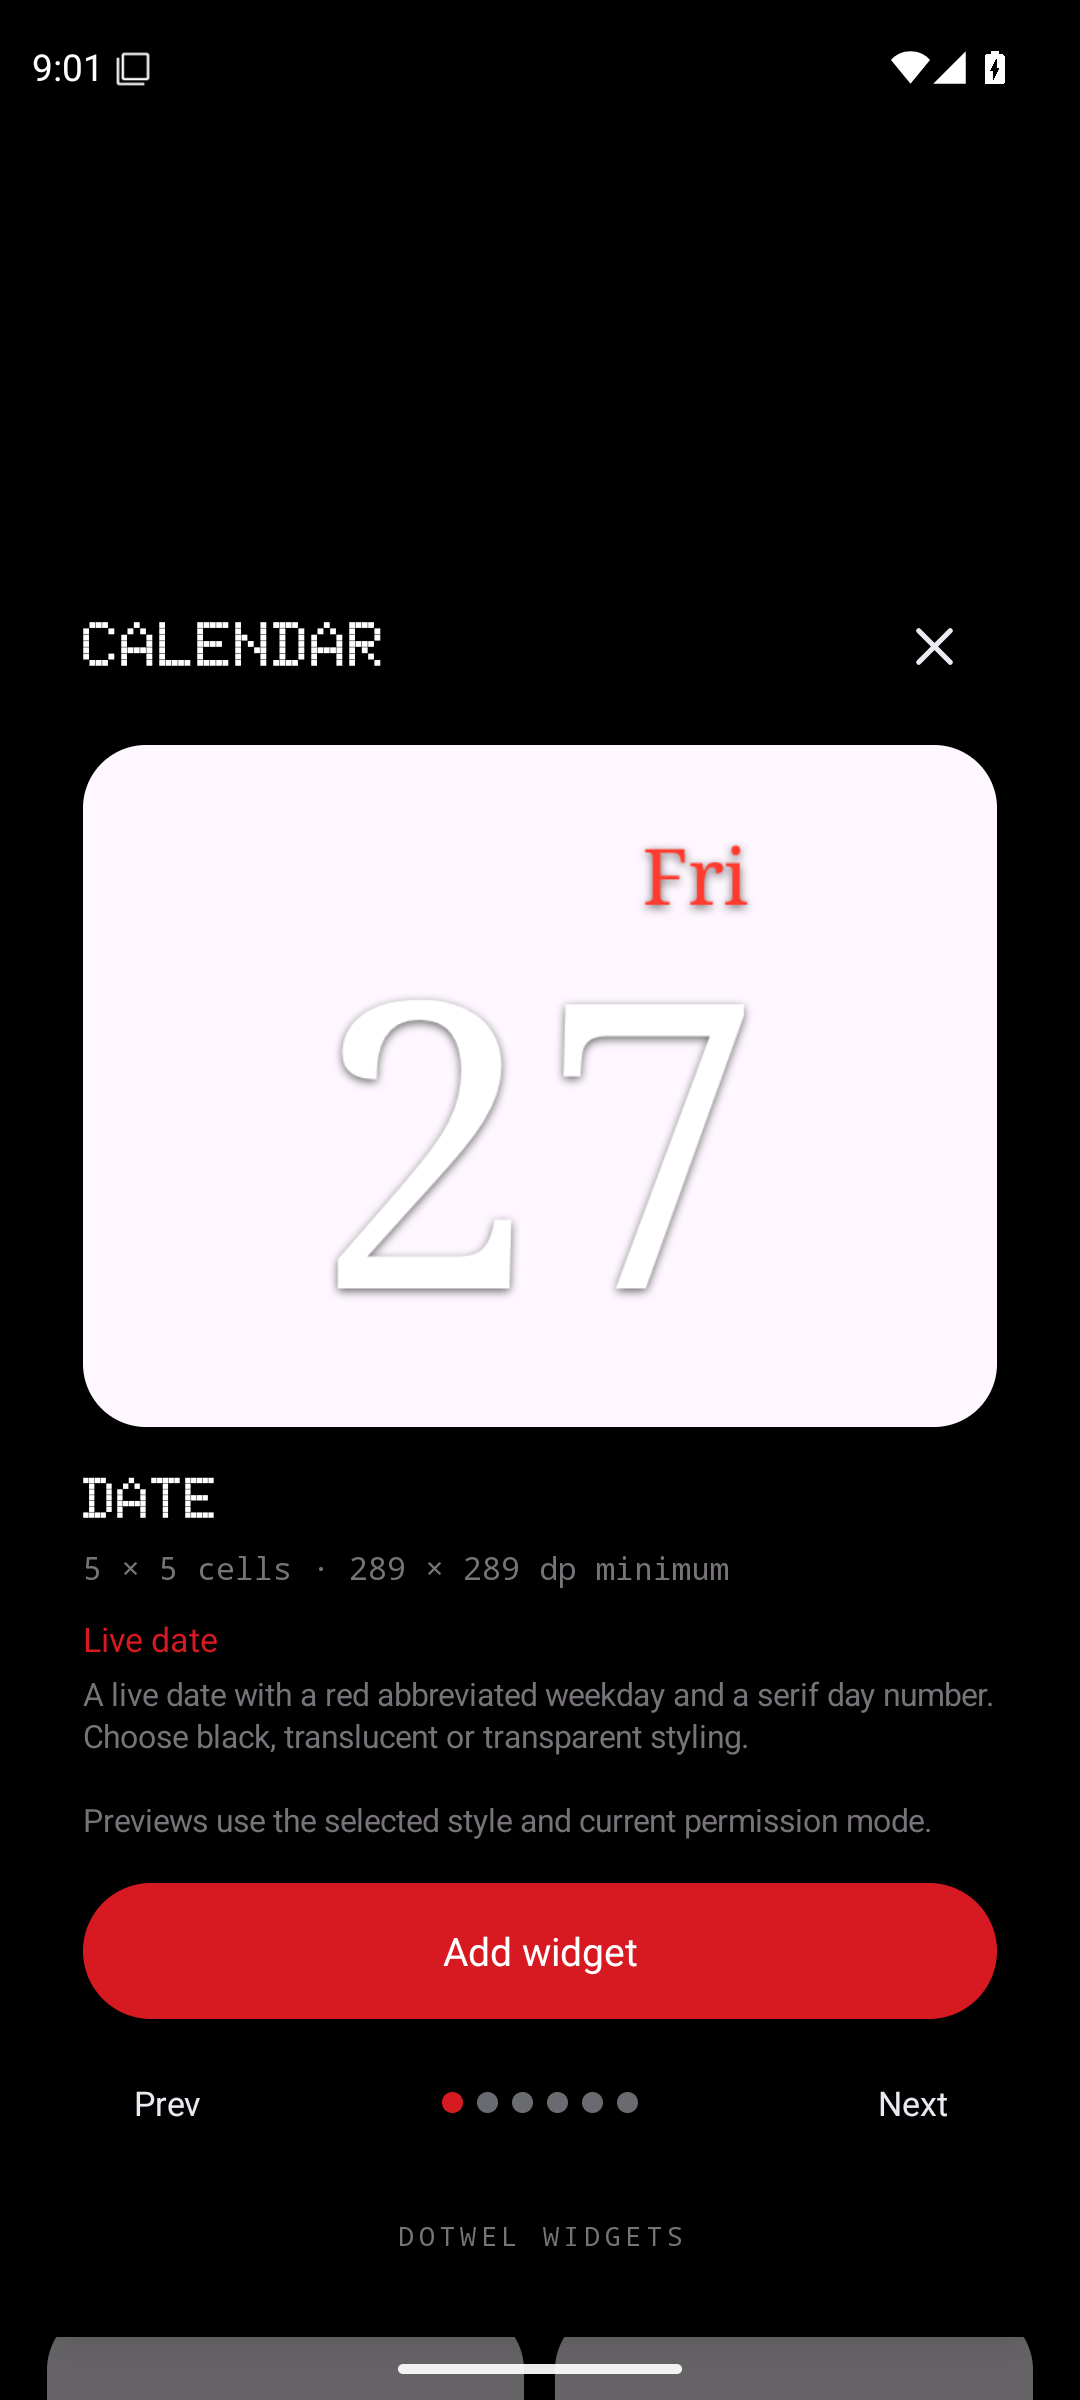 9:01
CALENDAR
Fri
27
DATE
5 × 5 cells · 289 × 289 dp minimum
Live date
A live date with a red abbreviated weekday and a serif day number.
Choose black, translucent or transparent styling.
Previews use the selected style and current permission mode.
Add widget
Prev
Next
DOTWEL WIDGETS